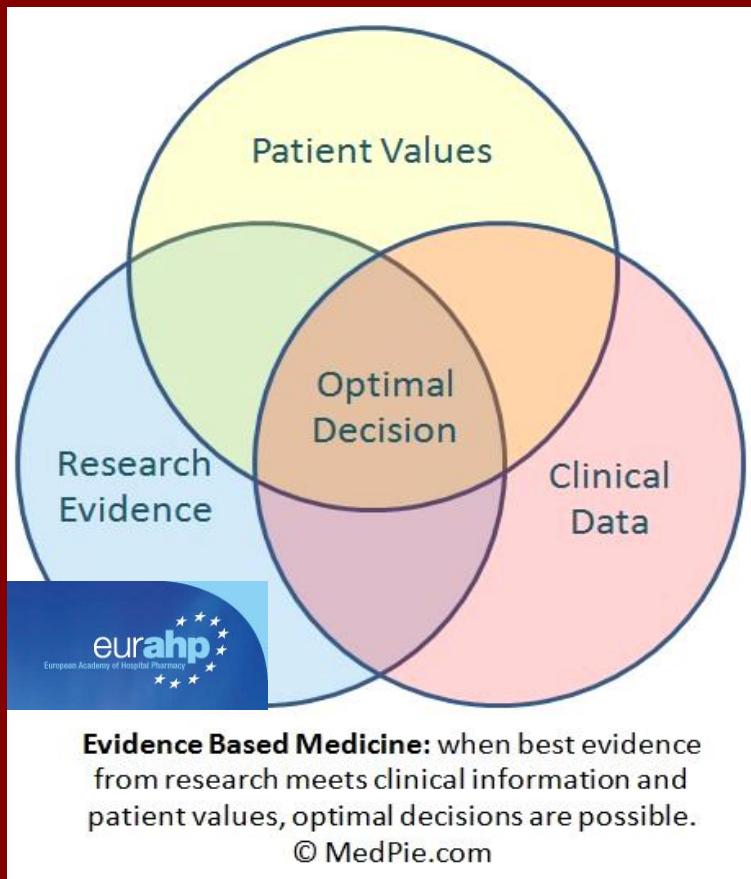 Patient Values
Optimal
Decision
Research
Evidence
Clinical
Data
eurahp
European Academy of Hospital Pharmacy
Evidence Based Medicine: when best evidence
from research meets clinical information and
patient values, optimal decisions are possible.
© MedPie.com